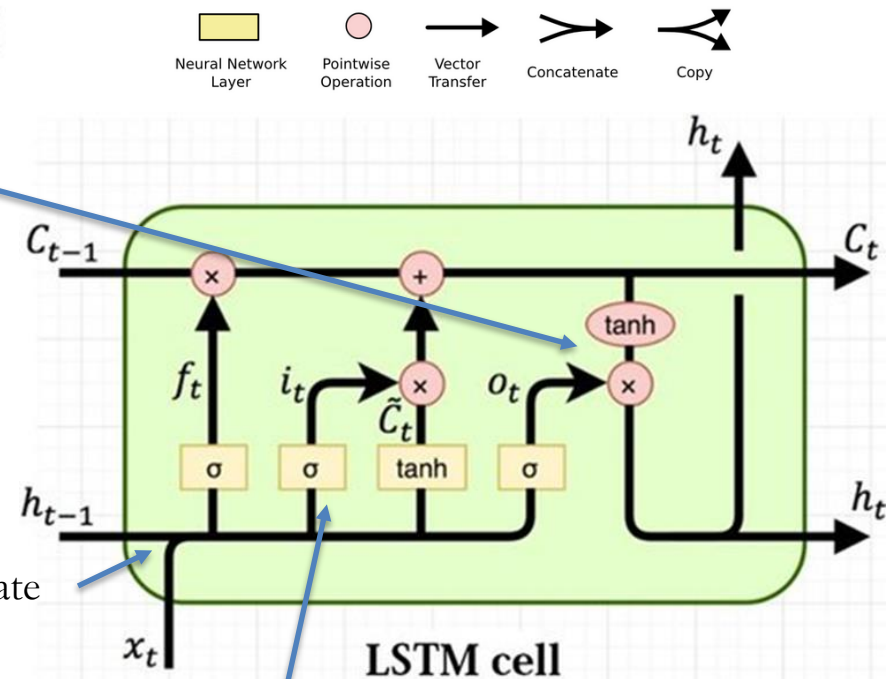 Neural Network Layer
Pointwise Operation
Vector Transfer
Concatenate
Copy
h_t
C_{t-1}
C_t
×
+
tanh
f_t
i_t
×
o_t
×
C̃_t
σ
σ
tanh
σ
h_{t-1}
h_t
ate
x_t
LSTM cell